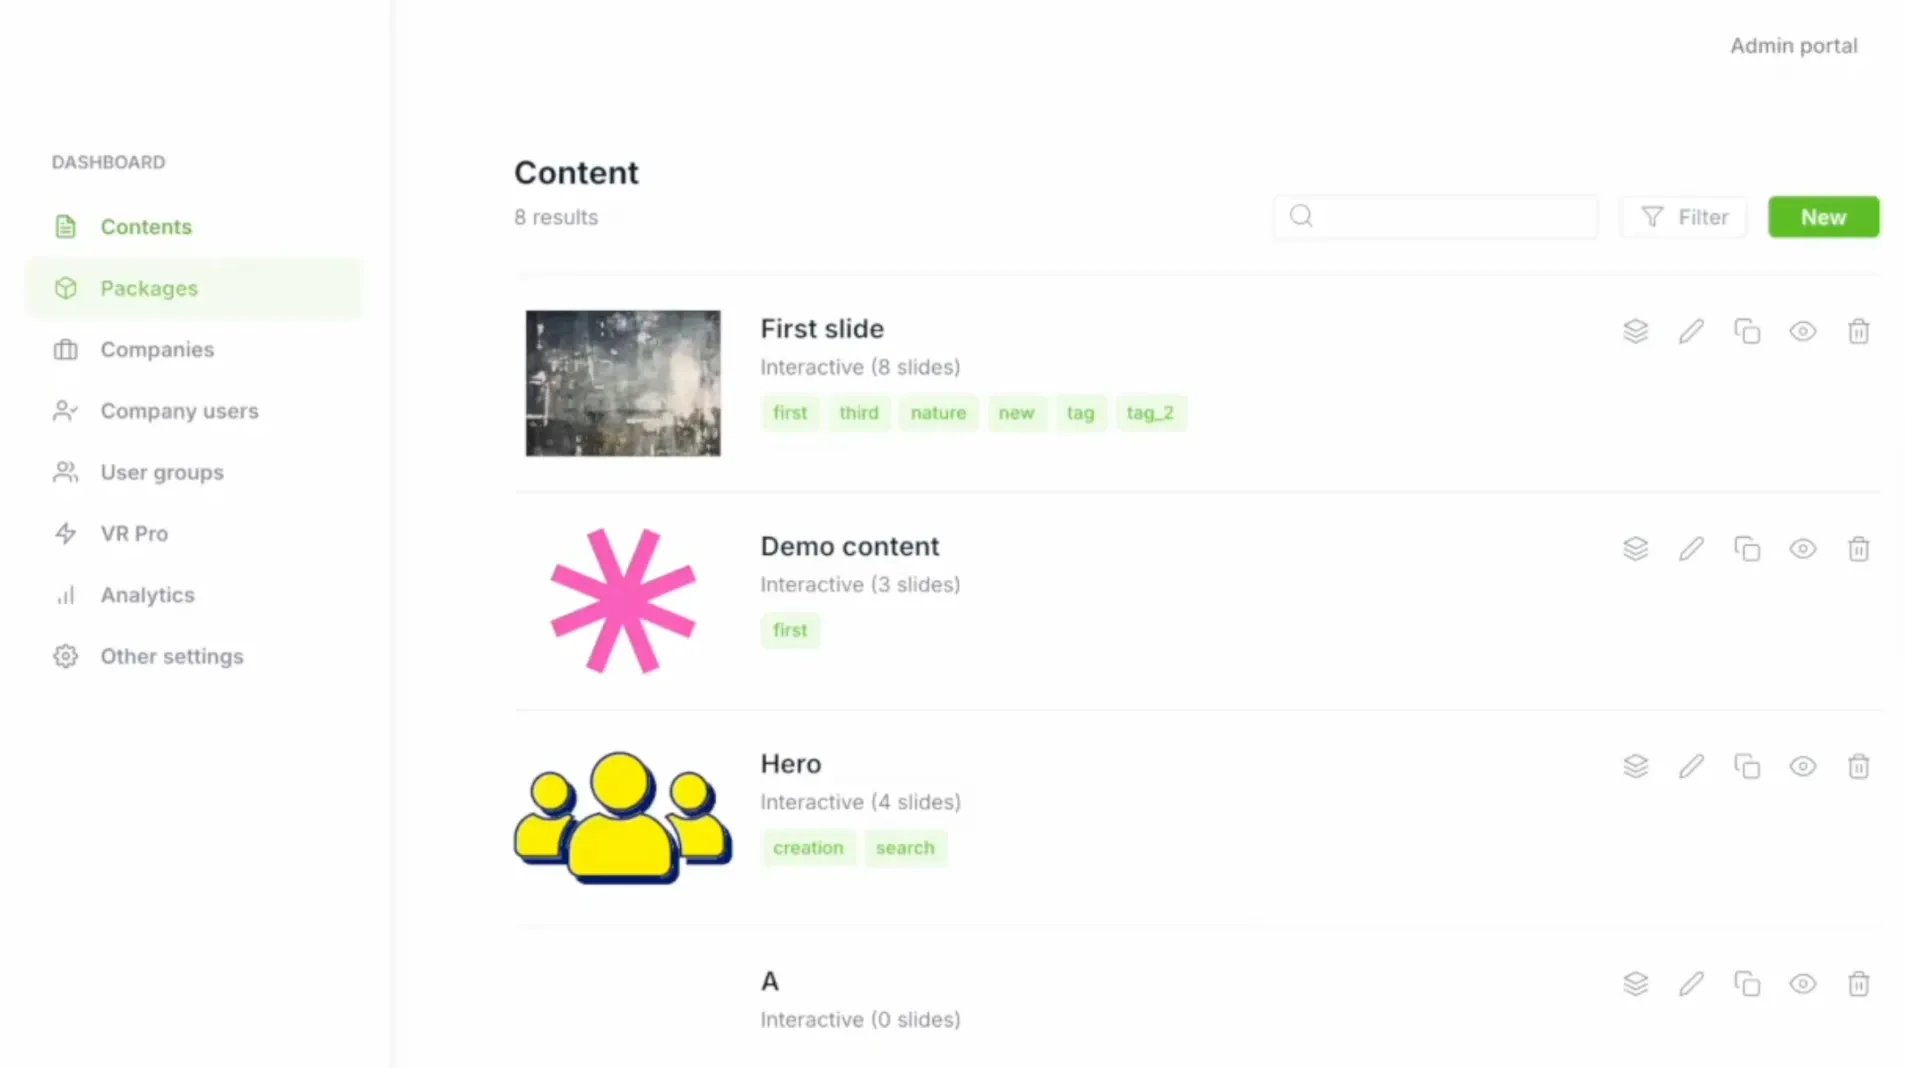 Admin portal
DASHBOARD
Contents
Packages
Companies
Company users
User groups
VR Pro
Analytics
Other settings
Content
8 results
Filter
New
First slide
Interactive (8 slides)
first third nature new tag tag_2
Demo content
Interactive (3 slides)
first
Hero
Interactive (4 slides)
creation search
A
Interactive (0 slides)